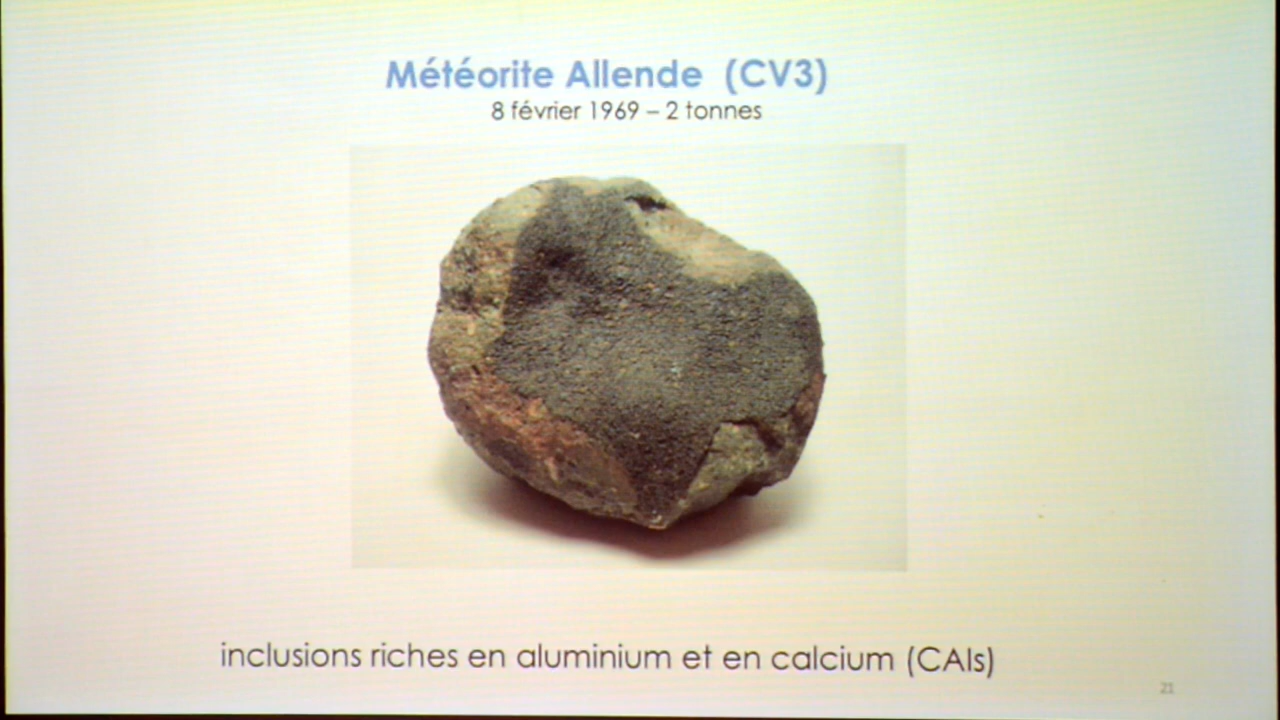 Météorite Allende (CV3)
8 février 1969 – 2 tonnes
inclusions riches en aluminium et en calcium (CAIs)
21